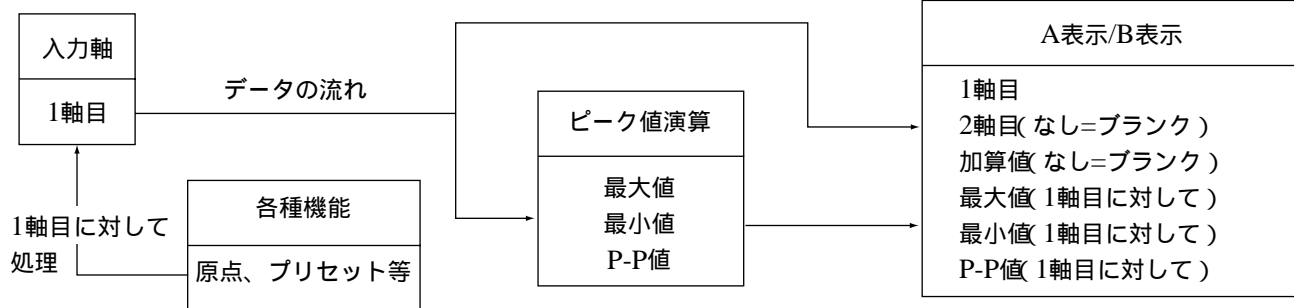 入力軸
1軸目
データの流れ
1軸目に対して
処理
各種機能
原点、プリセット等
ピーク値演算
最大値
最小値
P-P値
A表示/B表示
1軸目
2軸目(なし=ブランク)
加算値(なし=ブランク)
最大値(1軸目に対して)
最小値(1軸目に対して)
P-P値(1軸目に対して)